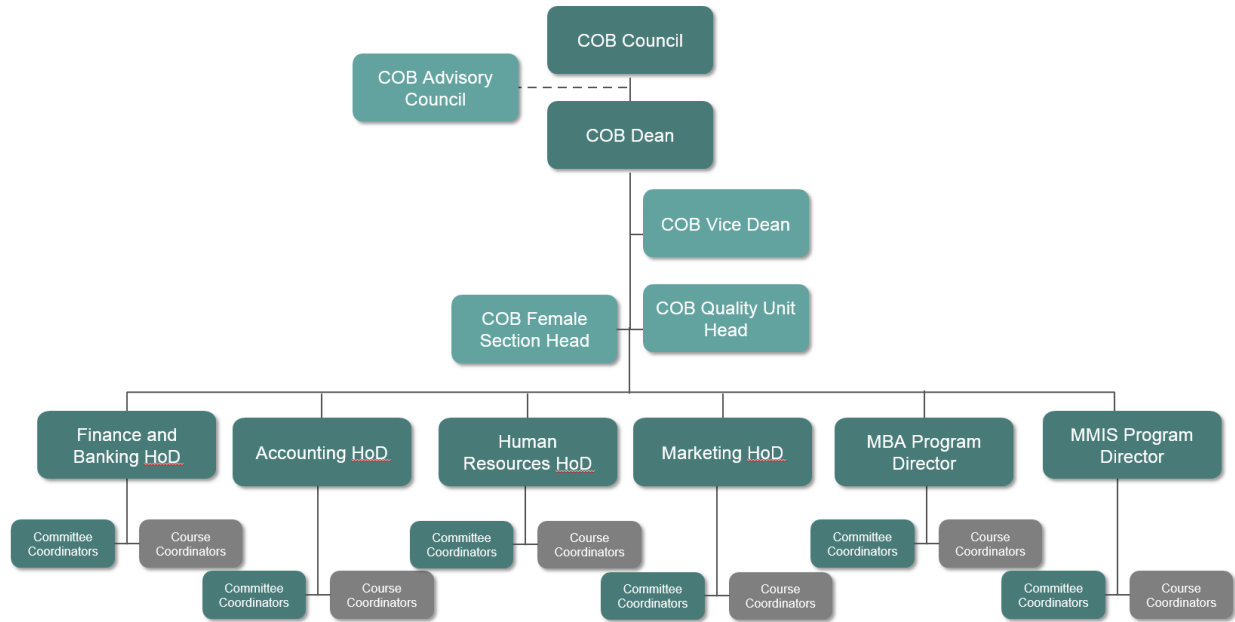 COB Council
COB Advisory
Council
COB Dean
COB Vice Dean
COB Female
Section Head
COB Quality Unit
Head
Finance and
Banking HoD
Accounting HoD
Human
Resources HoD
Marketing HoD
MBA Program
Director
MMIS Program
Director
Committee
Coordinators
Course
Coordinators
Committee
Coordinators
Course
Coordinators
Committee
Coordinators
Course
Coordinators
Committee
Coordinators
Course
Coordinators
Committee
Coordinators
Course
Coordinators
Committee
Coordinators
Course
Coordinators